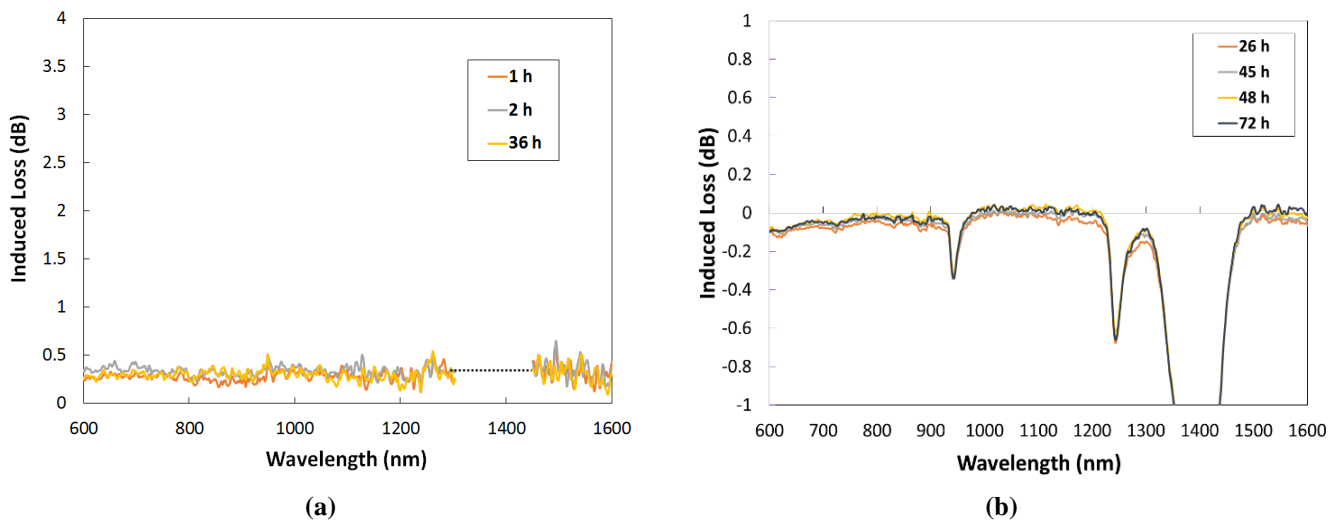 4
3.5
3
2.5
2
1.5
1
0.5
0
Induced Loss (dB)
1 h
2 h
36 h
600 800 1000 1200 1400 1600
Wavelength (nm)
(a)
1
0.8
0.6
0.4
0.2
0
-0.2
-0.4
-0.6
-0.8
-1
Induced Loss (dB)
26 h
45 h
48 h
72 h
600 700 800 900 1000 1100 1200 1300 1400 1500 1600
Wavelength (nm)
(b)